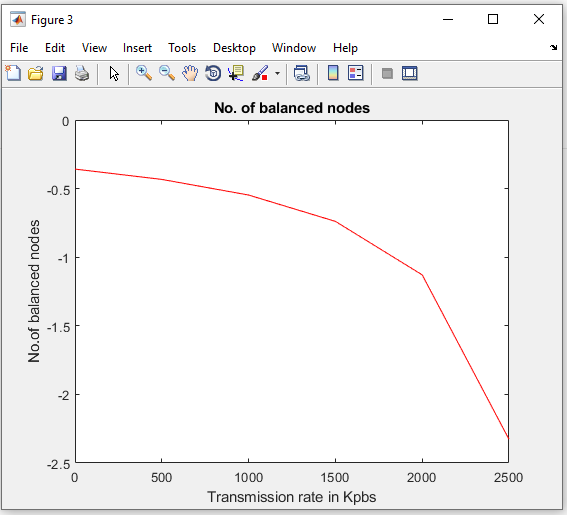 Figure 3
File Edit View Insert Tools Desktop Window Help
No. of balanced nodes
No.of balanced nodes
0
-0.5
-1
-1.5
-2
-2.5
0 500 1000 1500 2000 2500
Transmission rate in Kpbs